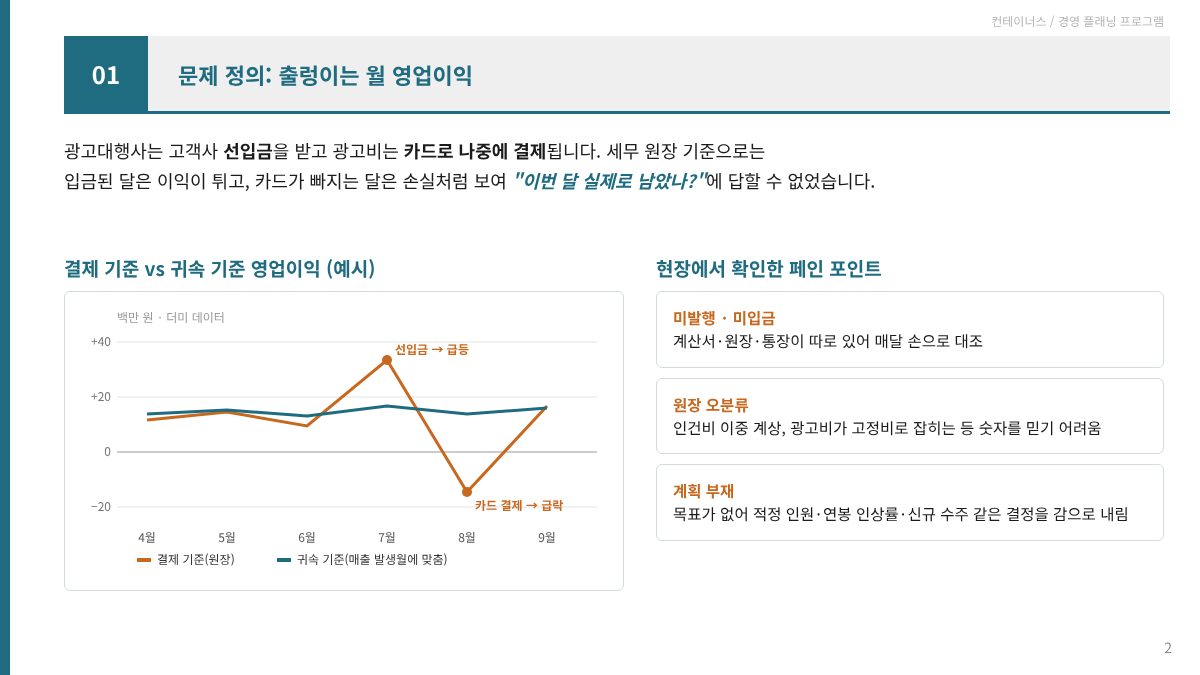 컨테이너스 / 경영 플래닝 프로그램
01
문제 정의: 출렁이는 월 영업이익
광고대행사는 고객사 선입금을 받고 광고비는 카드로 나중에 결제됩니다. 세무 원장 기준으로는
입금된 달은 이익이 튀고, 카드가 빠지는 달은 손실처럼 보여 "이번 달 실제로 남았나?"에 답할 수 없었습니다.
결제 기준 vs 귀속 기준 영업이익 (예시)
백만 원 · 더미 데이터
+40
선입금 → 급등
+20
0
카드 결제 → 급락
−20
4월 5월 6월 7월 8월 9월
결제 기준(원장) 귀속 기준(매출 발생월에 맞춤)
현장에서 확인한 페인 포인트
미발행 · 미입금
계산서·원장·통장이 따로 있어 매달 손으로 대조
원장 오분류
인건비 이중 계상, 광고비가 고정비로 잡히는 등 숫자를 믿기 어려움
계획 부재
목표가 없어 적정 인원·연봉 인상률·신규 수주 같은 결정을 감으로 내림
2